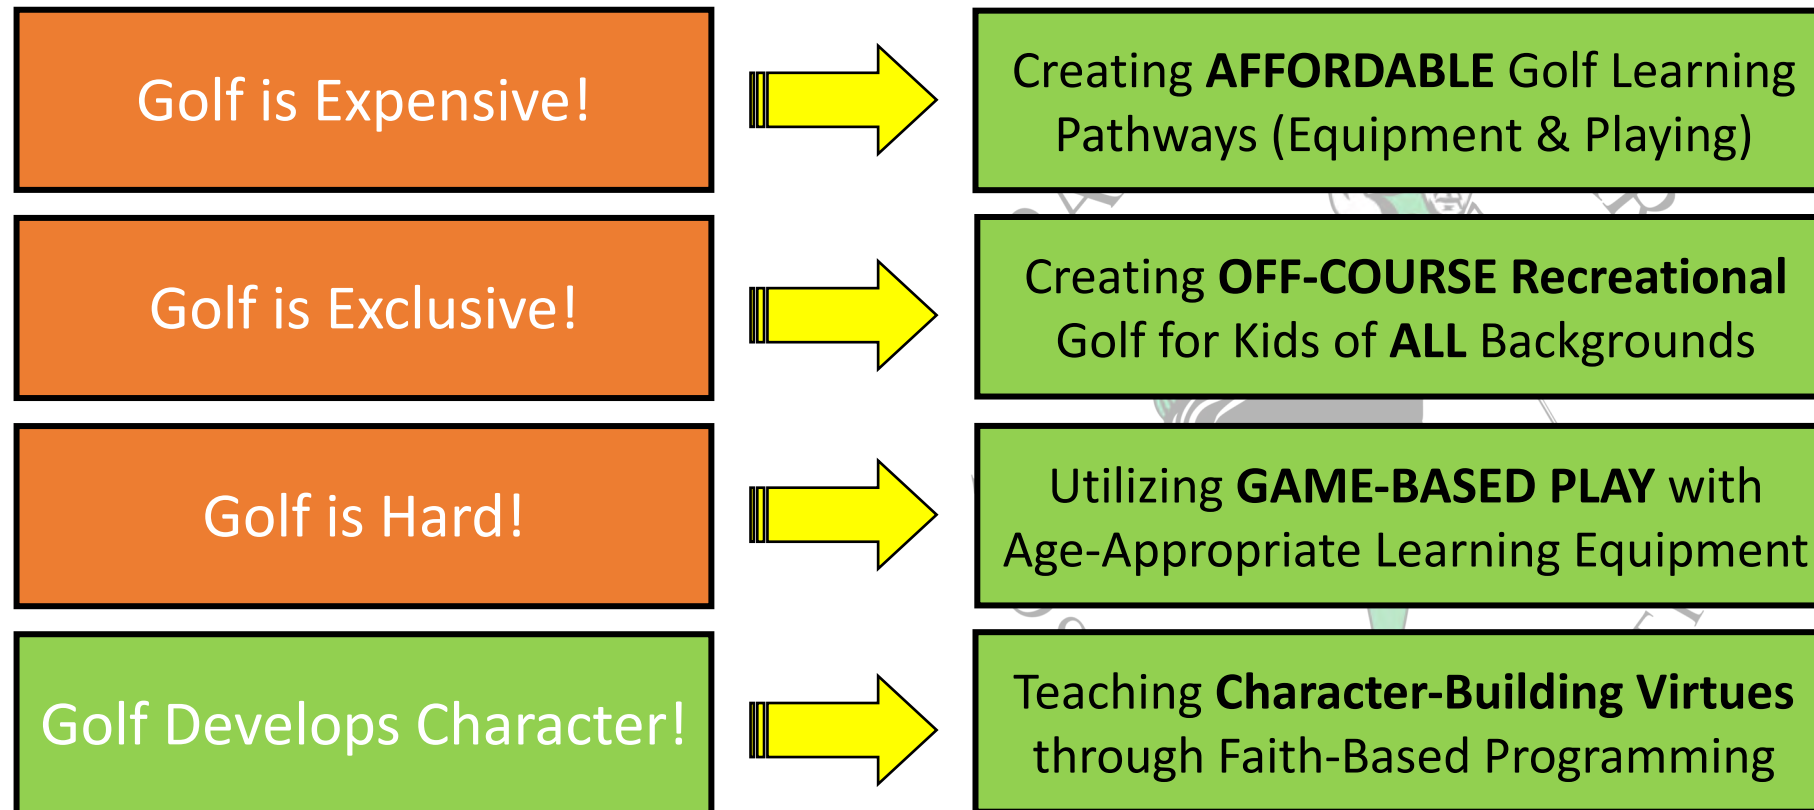 Golf is Expensive!
Creating AFFORDABLE Golf Learning
Pathways (Equipment & Playing)
Golf is Exclusive!
Creating OFF-COURSE Recreational
Golf for Kids of ALL Backgrounds
Golf is Hard!
Utilizing GAME-BASED PLAY with
Age-Appropriate Learning Equipment
Golf Develops Character!
Teaching Character-Building Virtues
through Faith-Based Programming